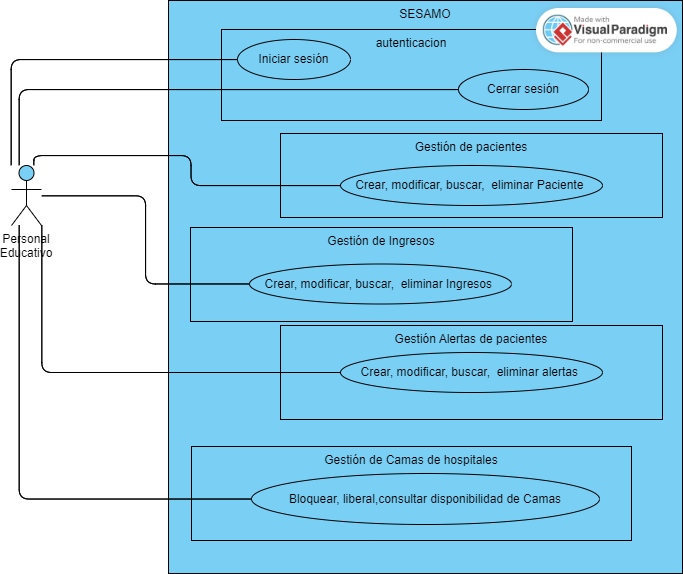 SESAMO
Made with
VisualParadigm
For non-commercial use
autenticacion
Iniciar sesión
Cerrar sesión
Gestión de pacientes
Crear, modificar, buscar, eliminar Paciente
Personal
Educativo
Gestión de Ingresos
Crear, modificar, buscar, eliminar Ingresos
Gestión Alertas de pacientes
Crear, modificar, buscar, eliminar alertas
Gestión de Camas de hospitales
Bloquear, liberal,consultar disponibilidad de Camas